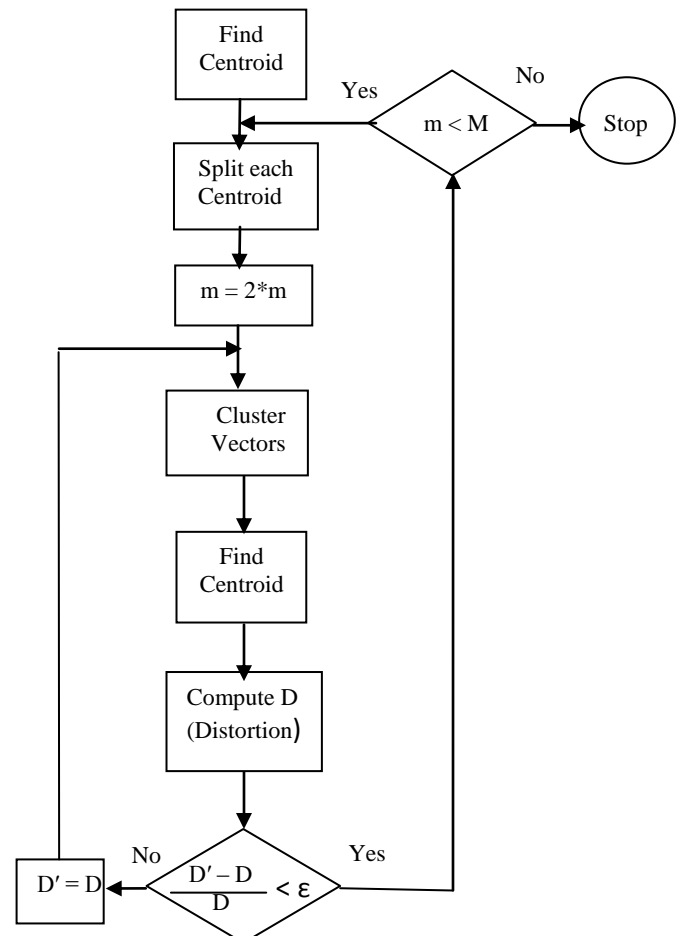 Find
Centroid
Yes
No
m < M
Stop
Split each
Centroid
m = 2*m
Cluster
Vectors
Find
Centroid
Compute D
(Distortion)
No
Yes
D′ = D
D′ – D
D
< ε